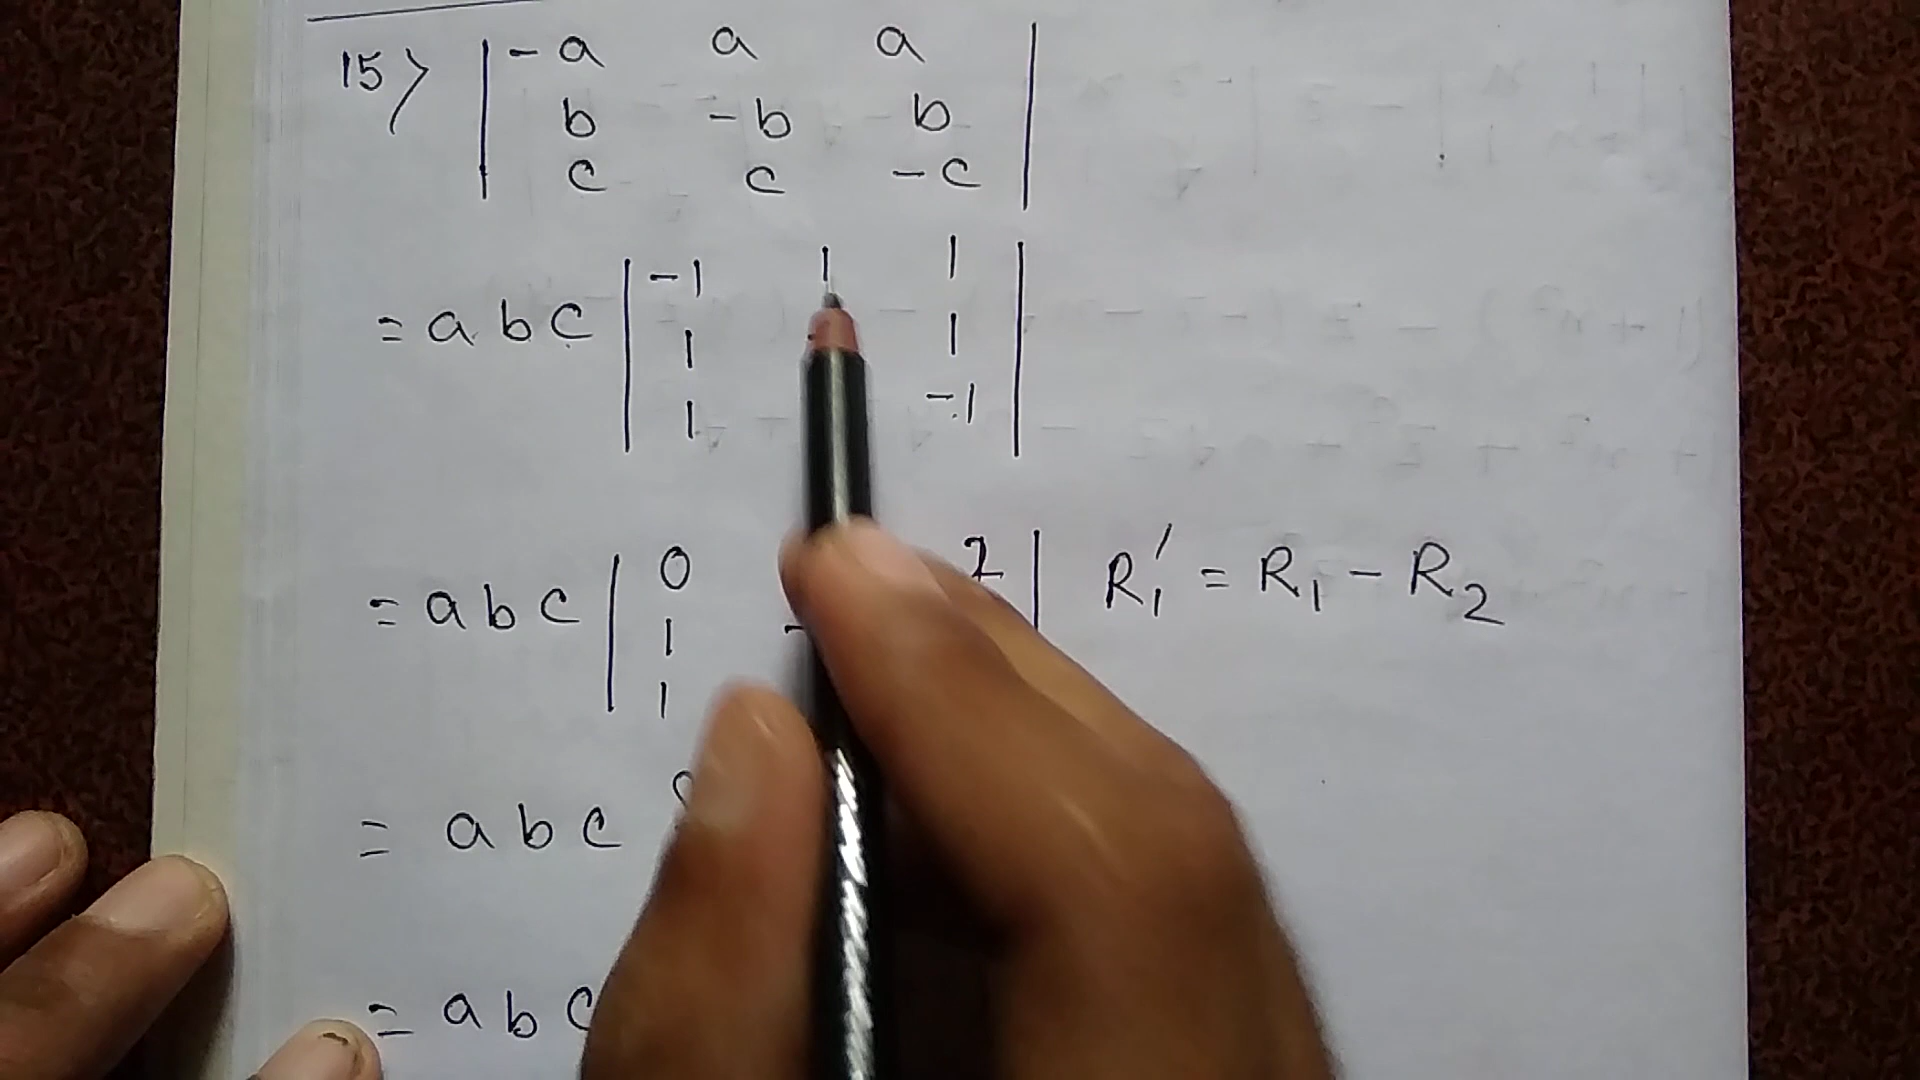 15> | -a a a |
| b -b b |
| c c -c |
= abc | -1 1 1 |
| 1 1 |
| 1 -1 |
= abc | 0 2 | R₁′ = R₁ - R₂
| 1 - |
| 1
= abc
= abc